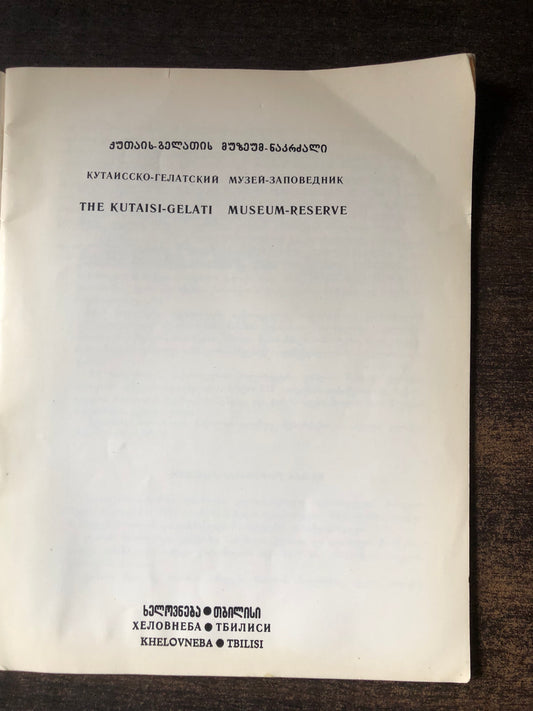 ქუთაის-გელათის მუზეუმ-ნაკრძალი
КУТАИССКО-ГЕЛАТСКИЙ МУЗЕЙ-ЗАПОВЕДНИК
THE KUTAISI-GELATI MUSEUM-RESERVE
ხელოვნება ● თბილისი
ХЕЛОВНЕБА ● ТБИЛИСИ
KHELOVNEBA ● TBILISI